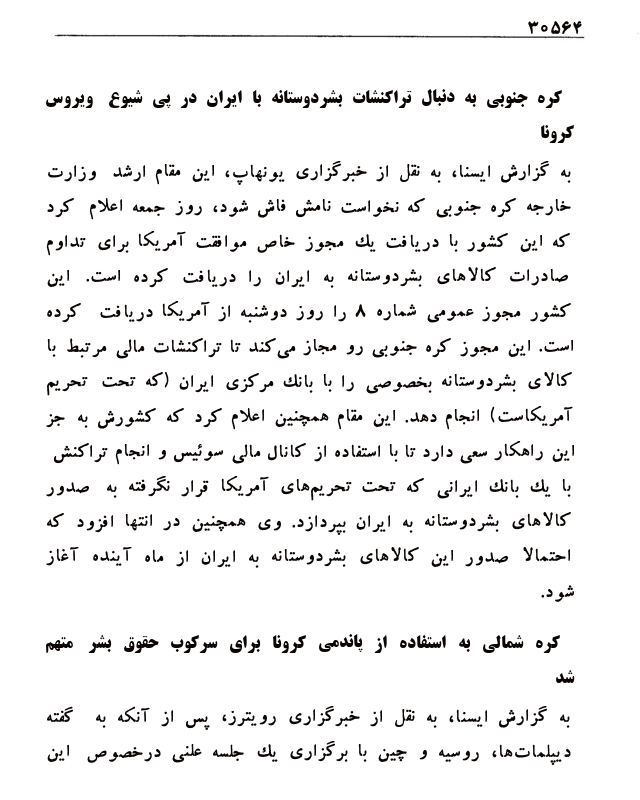 ۳۰۵۶۴
کره جنوبی به دنبال تراکنشات بشردوستانه با ایران در پی شیوع ویروس
کرونا
به گزارش ایسنا، به نقل از خبرگزاری یونهاپ، این مقام ارشد وزارت
خارجه کره جنوبی که نخواست نامش فاش شود، روز جمعه اعلام کرد
که این کشور با دریافت یك مجوز خاص موافقت آمریکا برای تداوم
صادرات کالاهای بشردوستانه به ایران را دریافت کرده است. این
کشور مجوز عمومی شماره ۸ را روز دوشنبه از آمریکا دریافت کرده
است. این مجوز کره جنوبی رو مجاز می‌کند تا تراکنشات مالی مرتبط با
کالای بشردوستانه بخصوصی را با بانك مرکزی ایران (که تحت تحریم
آمریکاست) انجام دهد. این مقام همچنین اعلام کرد که کشورش به جز
این راهکار سعی دارد تا با استفاده از کانال مالی سوئیس و انجام تراکنش
با یك بانك ایرانی که تحت تحریم‌های آمریکا قرار نگرفته به صدور
کالاهای بشردوستانه به ایران بپردازد. وی همچنین در انتها افزود که
احتمالا صدور این کالاهای بشردوستانه به ایران از ماه آینده آغاز
شود.
کره شمالی به استفاده از پاندمی کرونا برای سرکوب حقوق بشر متهم
شد
به گزارش ایسنا، به نقل از خبرگزاری رویترز، پس از آنکه به گفته
دیپلمات‌ها، روسیه و چین با برگزاری یك جلسه علنی درخصوص این